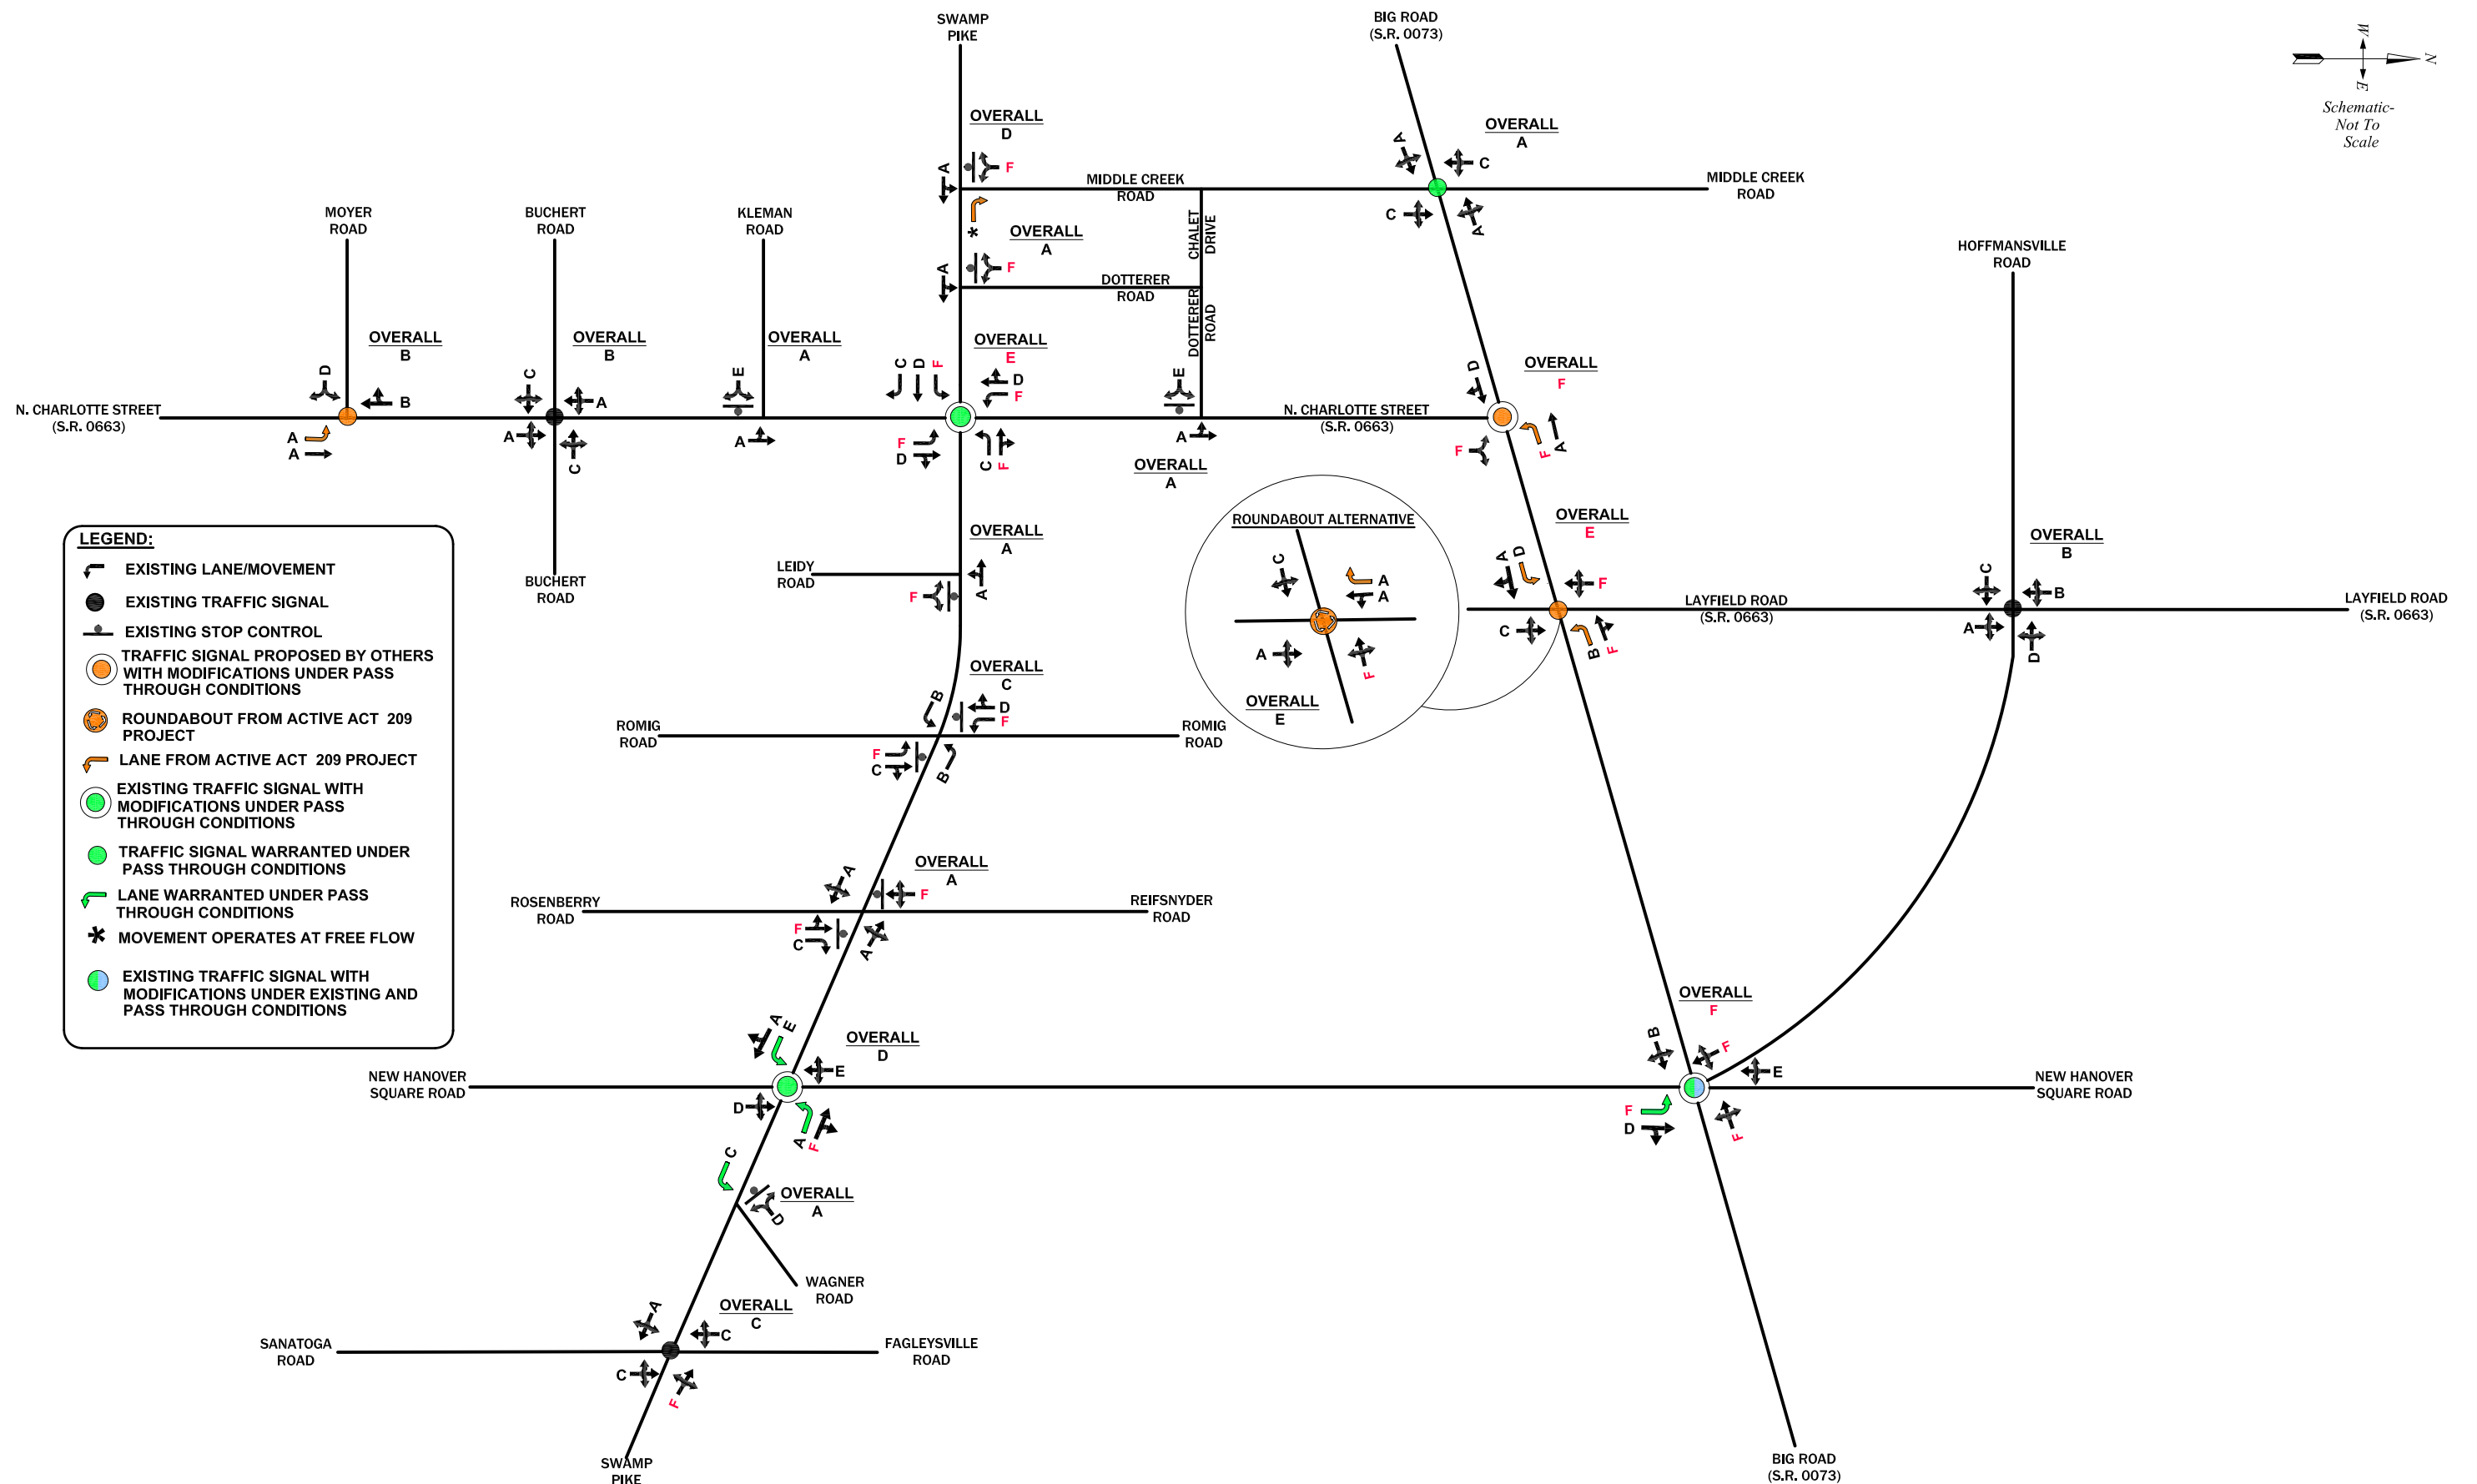 SWAMP
PIKE
BIG ROAD
(S.R. 0073)
W
N
E
Schematic-
Not To
Scale
OVERALL
D
A
F
MIDDLE CREEK
ROAD
*
OVERALL
A
A
F
DOTTERER
ROAD
CHALET
DRIVE
DOTTERER
ROAD
A
OVERALL
A
C
C
A
MIDDLE CREEK
ROAD
MOYER
ROAD
BUCHERT
ROAD
KLEMAN
ROAD
HOFFMANSVILLE
ROAD
N. CHARLOTTE STREET
(S.R. 0663)
D
OVERALL
B
B
A
A
C
OVERALL
B
A
A
C
BUCHERT
ROAD
E
OVERALL
A
A
C D F
OVERALL
E
D
F
F
D
C F
E
A
OVERALL
A
N. CHARLOTTE STREET
(S.R. 0663)
D
OVERALL
F
F
F A
LEGEND:
EXISTING LANE/MOVEMENT
EXISTING TRAFFIC SIGNAL
EXISTING STOP CONTROL
TRAFFIC SIGNAL PROPOSED BY OTHERS
WITH MODIFICATIONS UNDER PASS
THROUGH CONDITIONS
ROUNDABOUT FROM ACTIVE ACT 209
PROJECT
LANE FROM ACTIVE ACT 209 PROJECT
EXISTING TRAFFIC SIGNAL WITH
MODIFICATIONS UNDER PASS
THROUGH CONDITIONS
TRAFFIC SIGNAL WARRANTED UNDER
PASS THROUGH CONDITIONS
LANE WARRANTED UNDER PASS
THROUGH CONDITIONS
* MOVEMENT OPERATES AT FREE FLOW
EXISTING TRAFFIC SIGNAL WITH
MODIFICATIONS UNDER EXISTING AND
PASS THROUGH CONDITIONS
LEIDY
ROAD
OVERALL
A
F
A
ROUNDABOUT ALTERNATIVE
C
A
A
A
F
OVERALL
E
OVERALL
E
A D
F
C
B F
LAYFIELD ROAD
(S.R. 0663)
OVERALL
B
C
B
A
D
LAYFIELD ROAD
(S.R. 0663)
ROMIG
ROAD
B
OVERALL
C
D
F
F
C
B
ROMIG
ROAD
ROSENBERRY
ROAD
A
OVERALL
A
F
F
C
A
REIFSNYDER
ROAD
NEW HANOVER
SQUARE ROAD
A E
OVERALL
D
E
D
A F
OVERALL
F
B
F
E
F
D
F
NEW HANOVER
SQUARE ROAD
C
OVERALL
A
D
WAGNER
ROAD
SANATOGA
ROAD
A
OVERALL
C
C
C
F
FAGLEYSVILLE
ROAD
SWAMP
PIKE
BIG ROAD
(S.R. 0073)